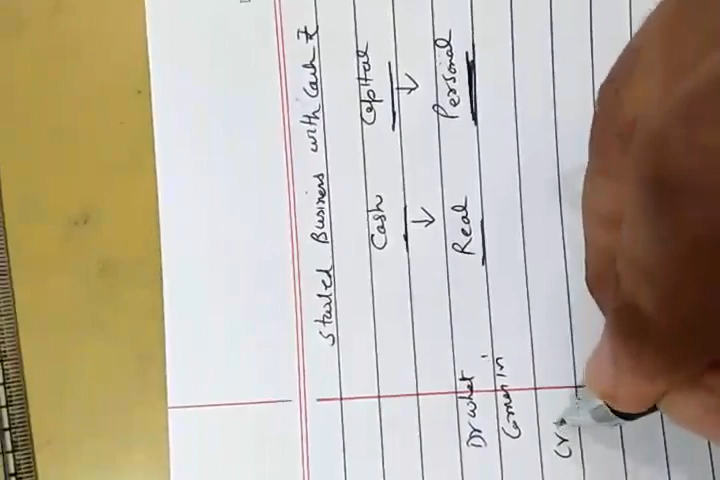 Started Business with Cash ₹
Cash Capital
↓ ↓
Real Personal
Dr what
Comes in
Cr